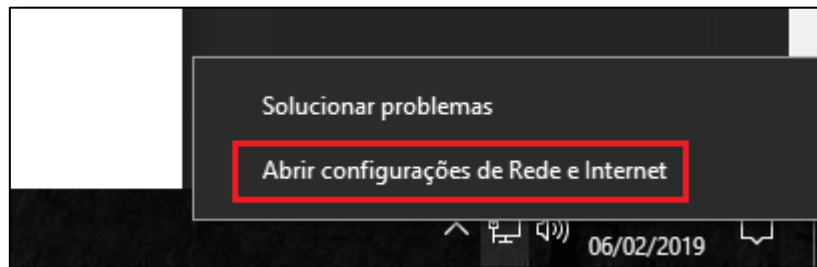 Solucionar problemas
Abrir configurações de Rede e Internet
06/02/2019